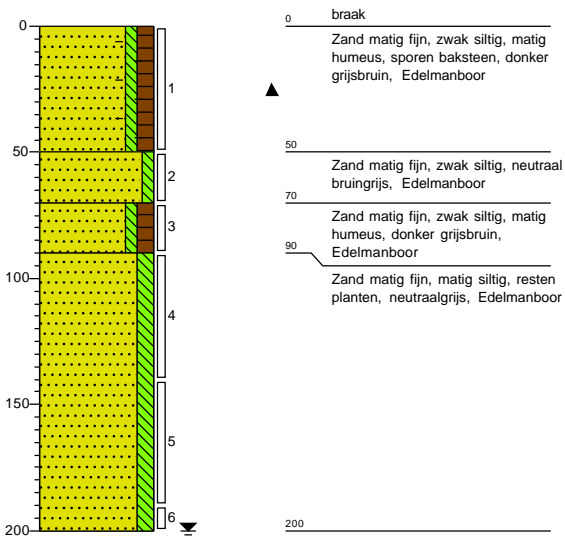 0
50
100
150
200
1
2
3
4
5
6
0
braak
Zand matig fijn, zwak siltig, matig
humeus, sporen baksteen, donker
grijsbruin, Edelmanboor
50
Zand matig fijn, zwak siltig, neutraal
bruingrijs, Edelmanboor
70
Zand matig fijn, zwak siltig, matig
humeus, donker grijsbruin,
Edelmanboor
90
Zand matig fijn, matig siltig, resten
planten, neutraalgrijs, Edelmanboor
200